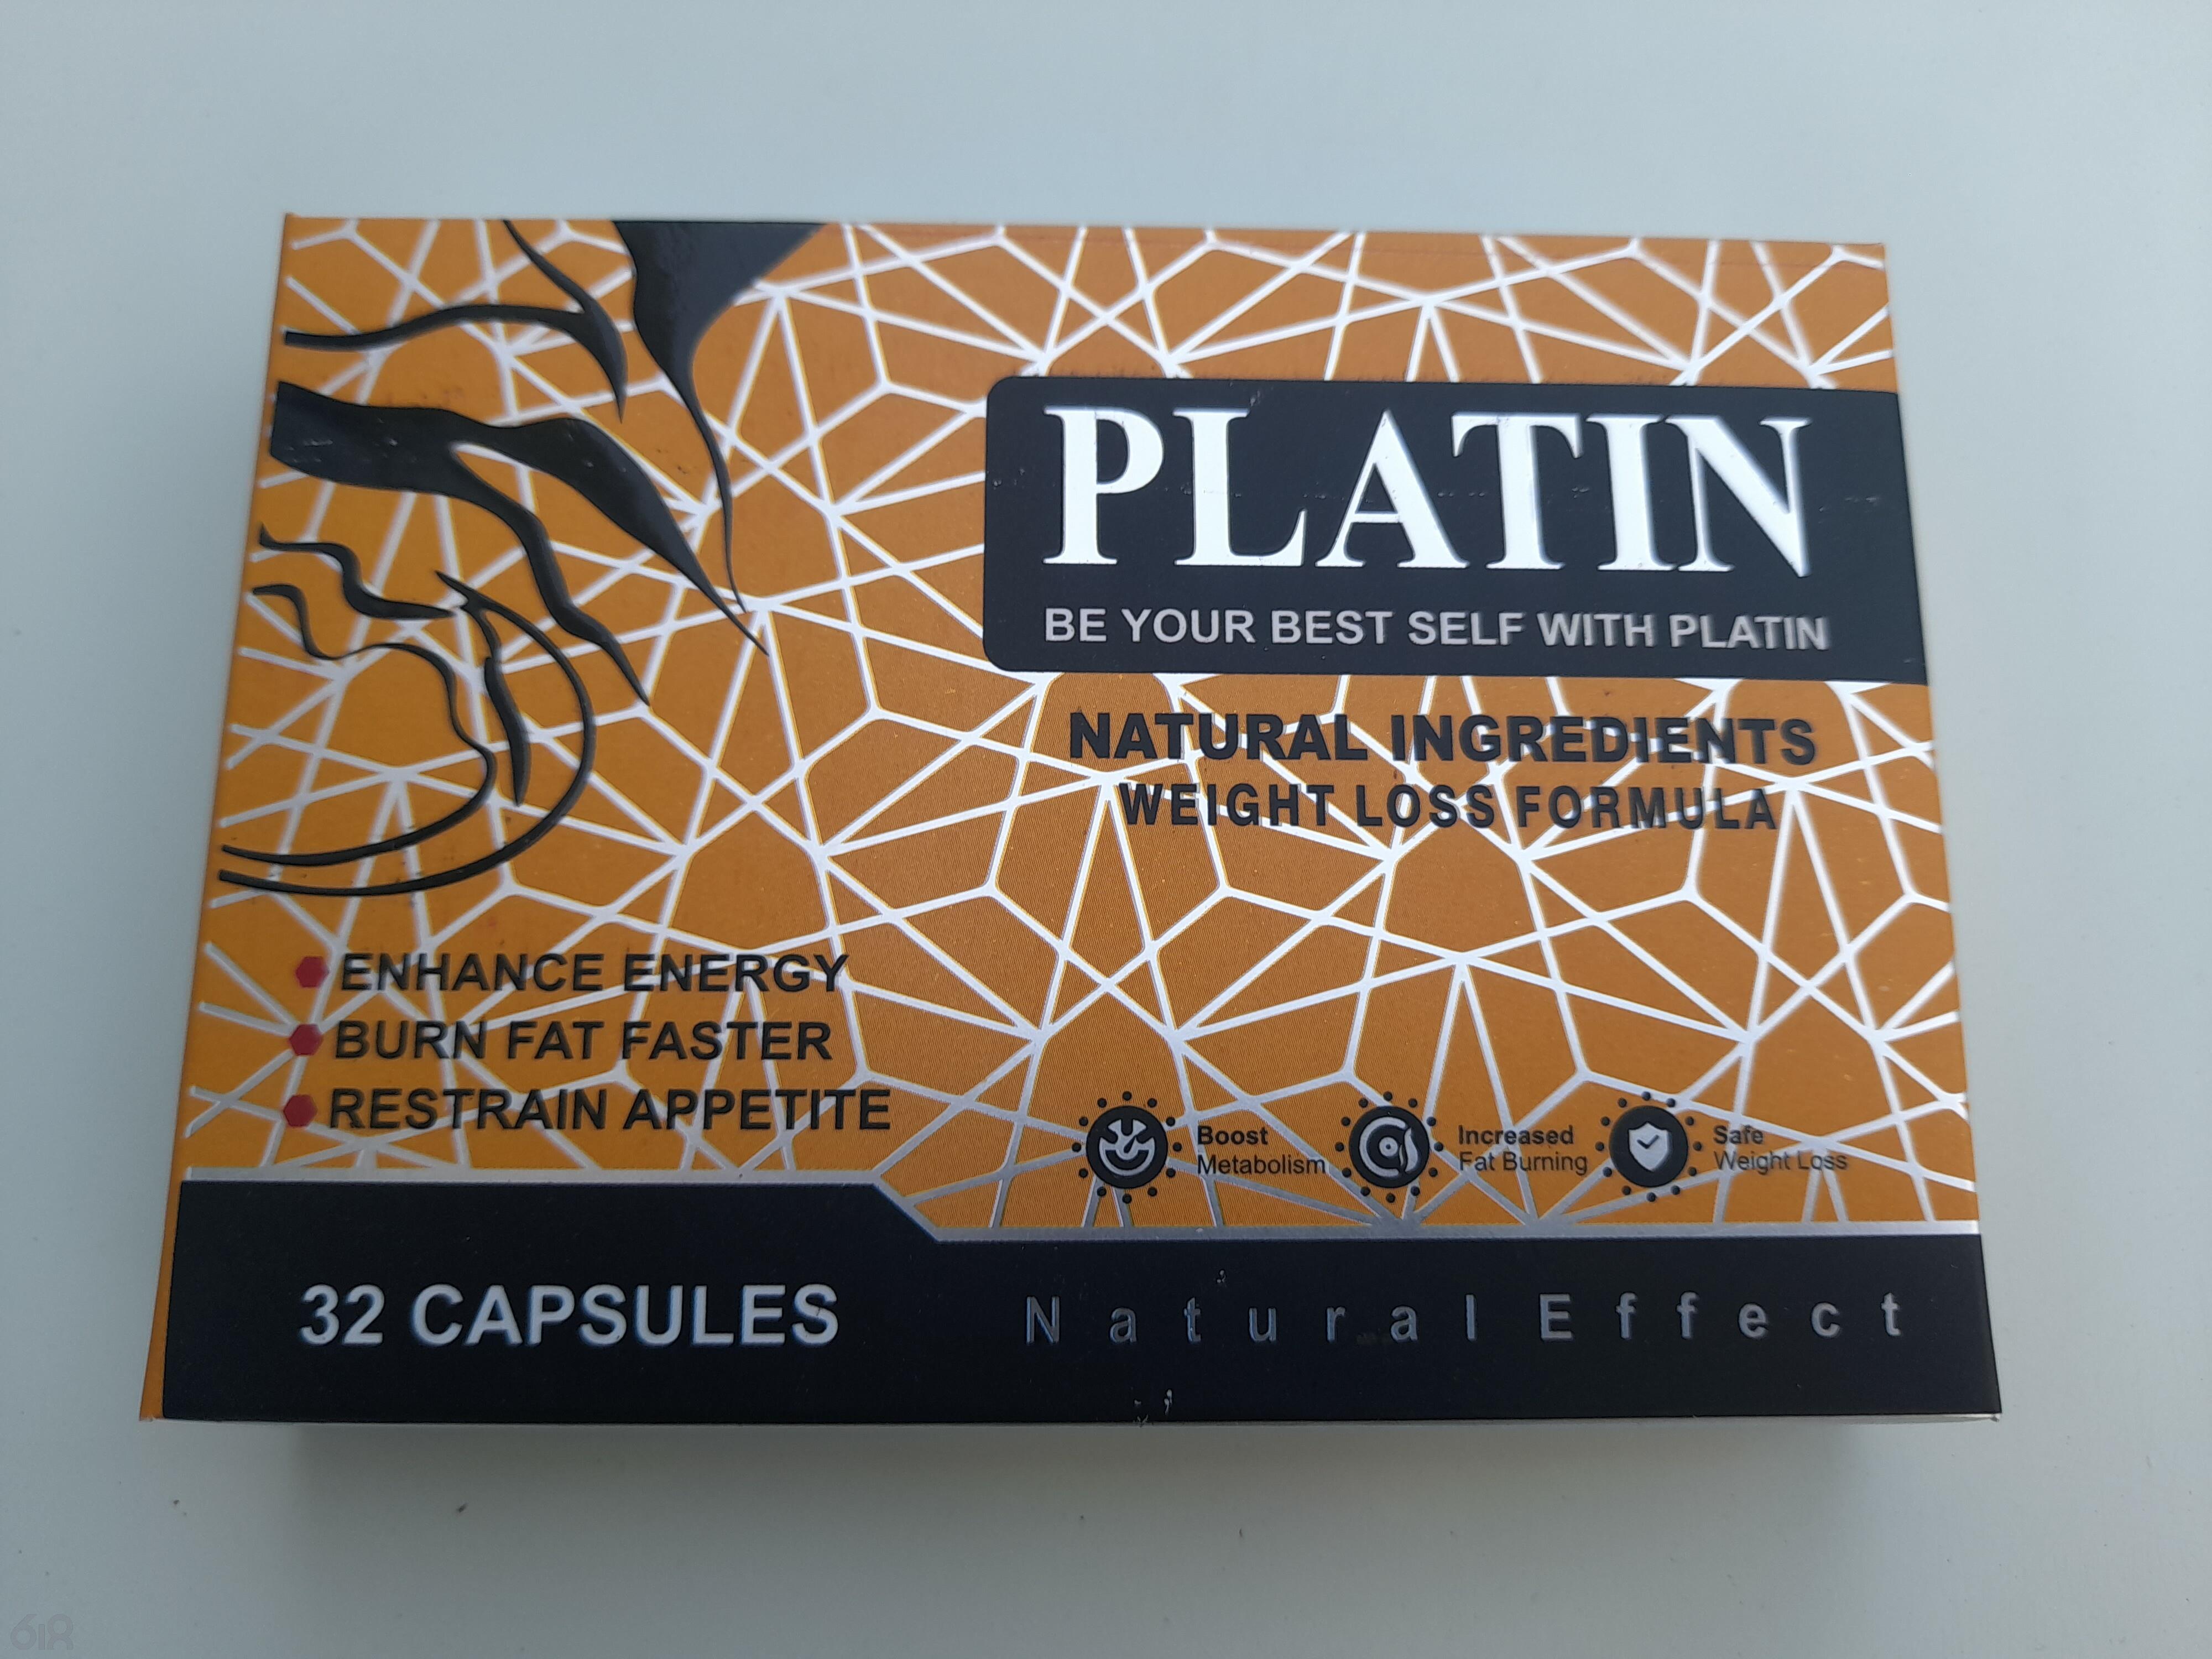 PLATIN
BE YOUR BEST SELF WITH PLATIN
NATURAL INGREDIENTS
WEIGHT LOSS FORMULA
ENHANCE ENERGY
BURN FAT FASTER
RESTRAIN APPETITE
Boost
Metabolism
Increased
Fat Burning
Safe
Weight Loss
32 CAPSULES
Natural Effect